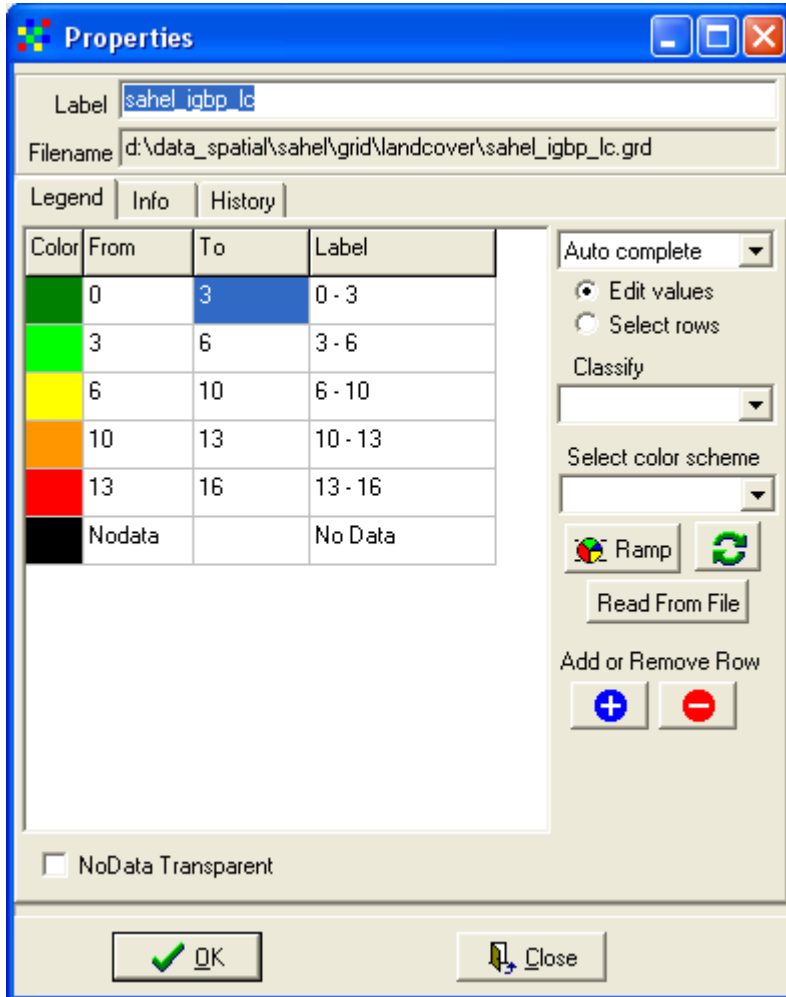 Properties
Label sahel_igbp_lc
Filename d:\data_spatial\sahel\grid\landcover\sahel_igbp_lc.grd
Legend Info History
Color From To Label
0 3 0 - 3
3 6 3 - 6
6 10 6 - 10
10 13 10 - 13
13 16 13 - 16
Nodata No Data
Auto complete
Edit values
Select rows
Classify
Select color scheme
Ramp
Read From File
Add or Remove Row
NoData Transparent
OK Close